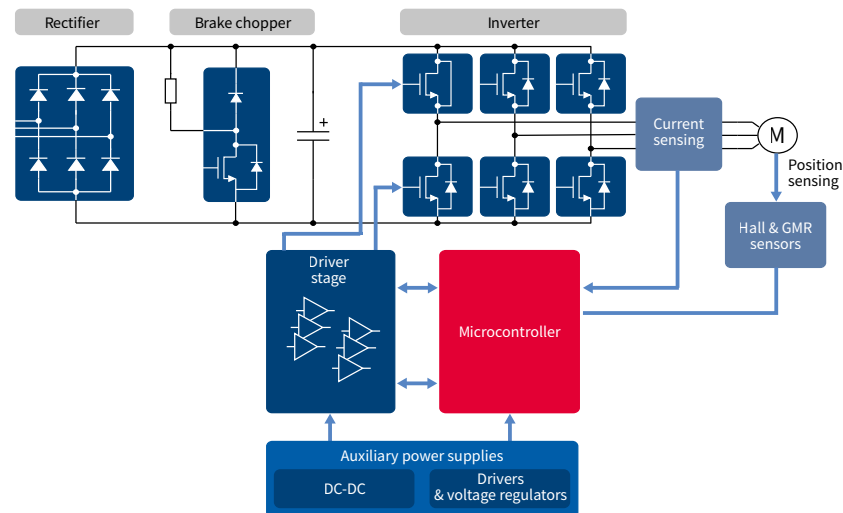 Rectifier
Brake chopper
Inverter
+
Current
sensing
M
Position
sensing
Hall & GMR
sensors
Driver
stage
Microcontroller
Auxiliary power supplies
DC-DC
Drivers
& voltage regulators